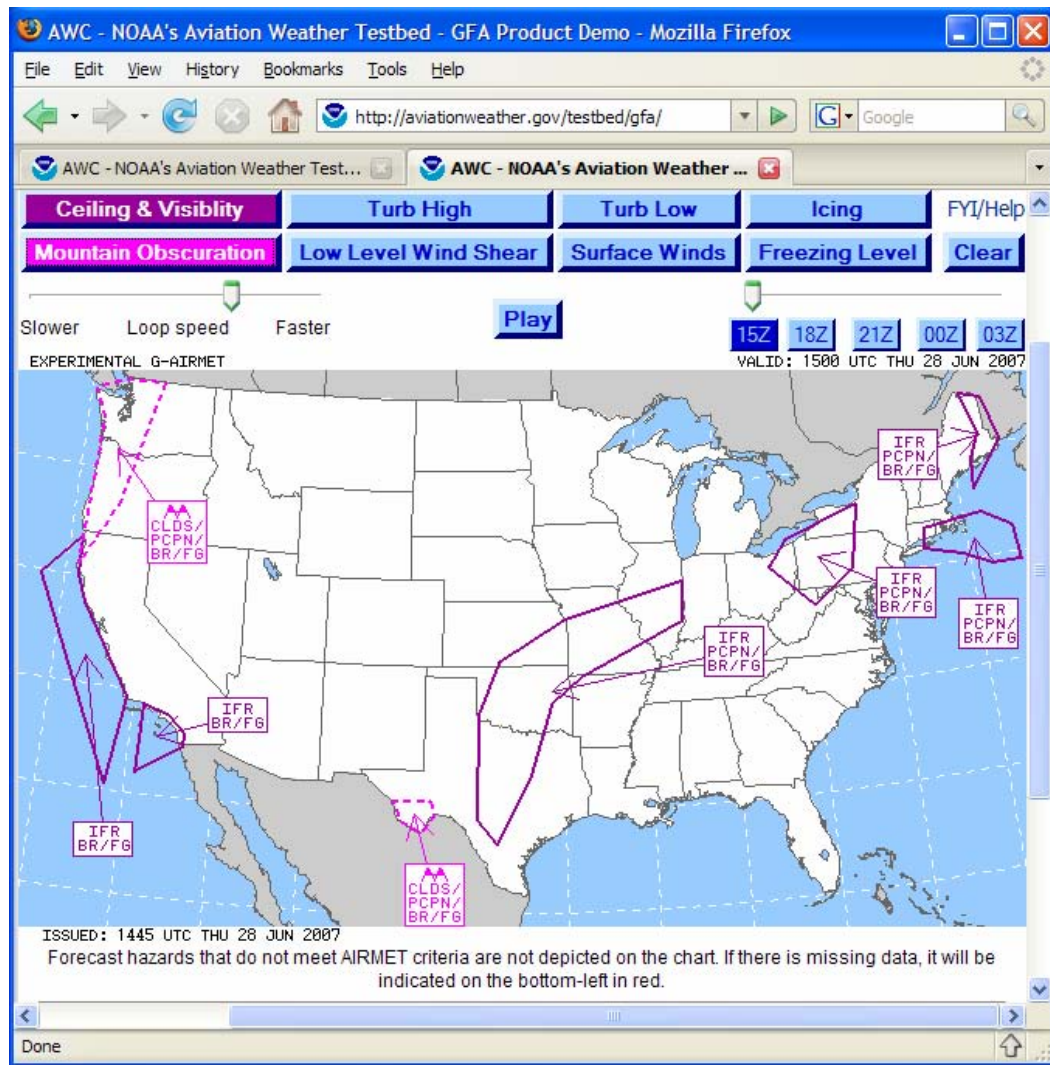 AWC - NOAA's Aviation Weather Testbed - GFA Product Demo - Mozilla Firefox
File Edit View History Bookmarks Tools Help
http://aviationweather.gov/testbed/gfa/
G Google
AWC - NOAA's Aviation Weather Test...
AWC - NOAA's Aviation Weather ...
Ceiling & Visiblity Turb High Turb Low Icing FYI/Help
Mountain Obscuration Low Level Wind Shear Surface Winds Freezing Level Clear
Slower Loop speed Faster
Play
15Z 18Z 21Z 00Z 03Z
EXPERIMENTAL G-AIRMET
VALID: 1500 UTC THU 28 JUN 2007
IFR
PCPN/
BR/FG
CLDS/
PCPN/
BR/FG
IFR
PCPN/
BR/FG
IFR
PCPN/
BR/FG
IFR
PCPN/
BR/FG
IFR
BR/FG
IFR
BR/FG
CLDS/
PCPN/
BR/FG
ISSUED: 1445 UTC THU 28 JUN 2007
Forecast hazards that do not meet AIRMET criteria are not depicted on the chart. If there is missing data, it will be
indicated on the bottom-left in red.
Done